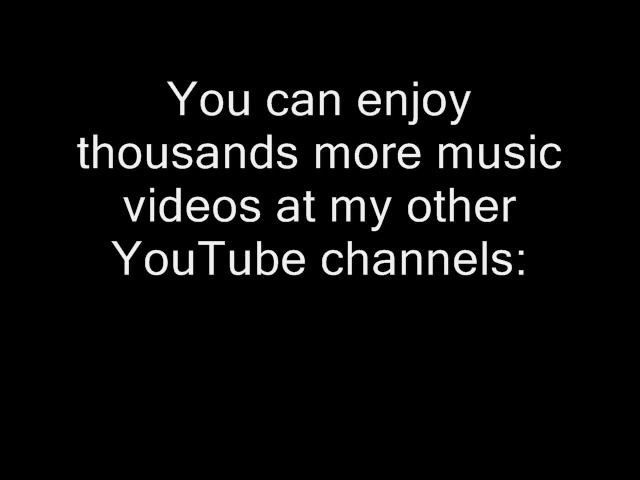 You can enjoy
thousands more music
videos at my other
YouTube channels: